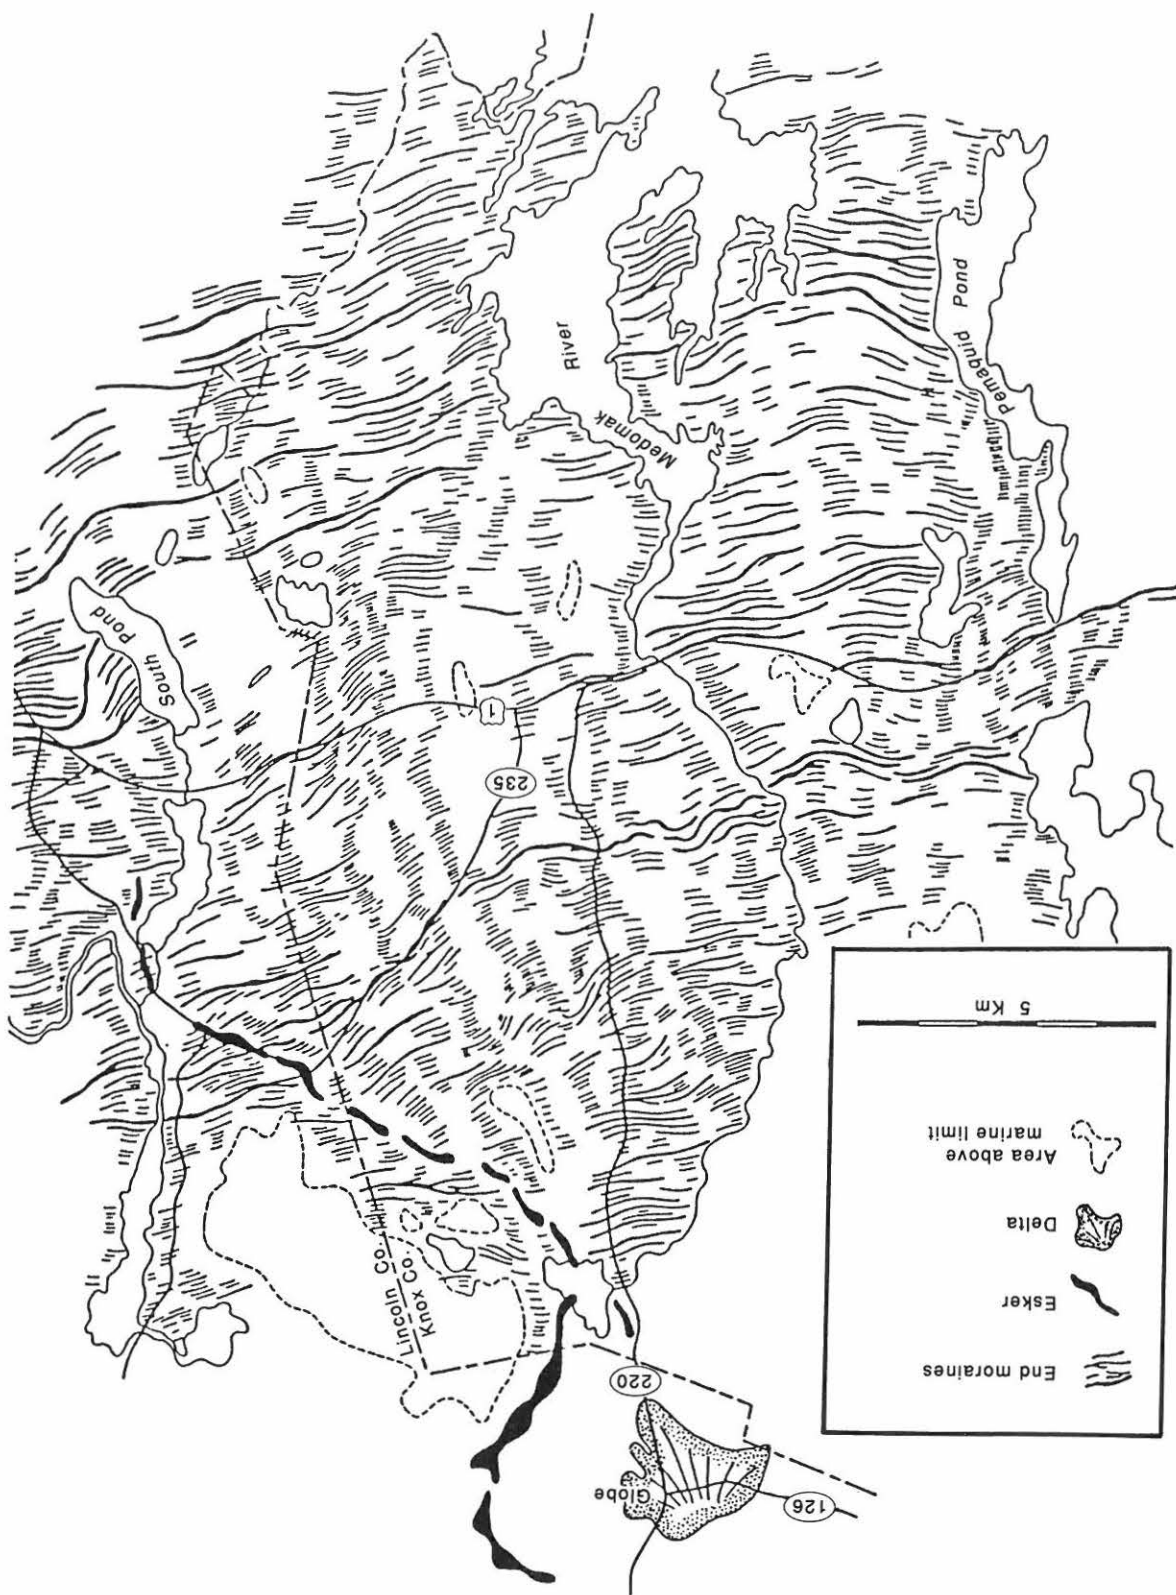 End moraines
Esker
Delta
Area above
marine limit
5 Km
126
Globe
220
Lincoln Co.
Knox Co.
235
1
South Pond
Medomak
River
Pemaquid Pond